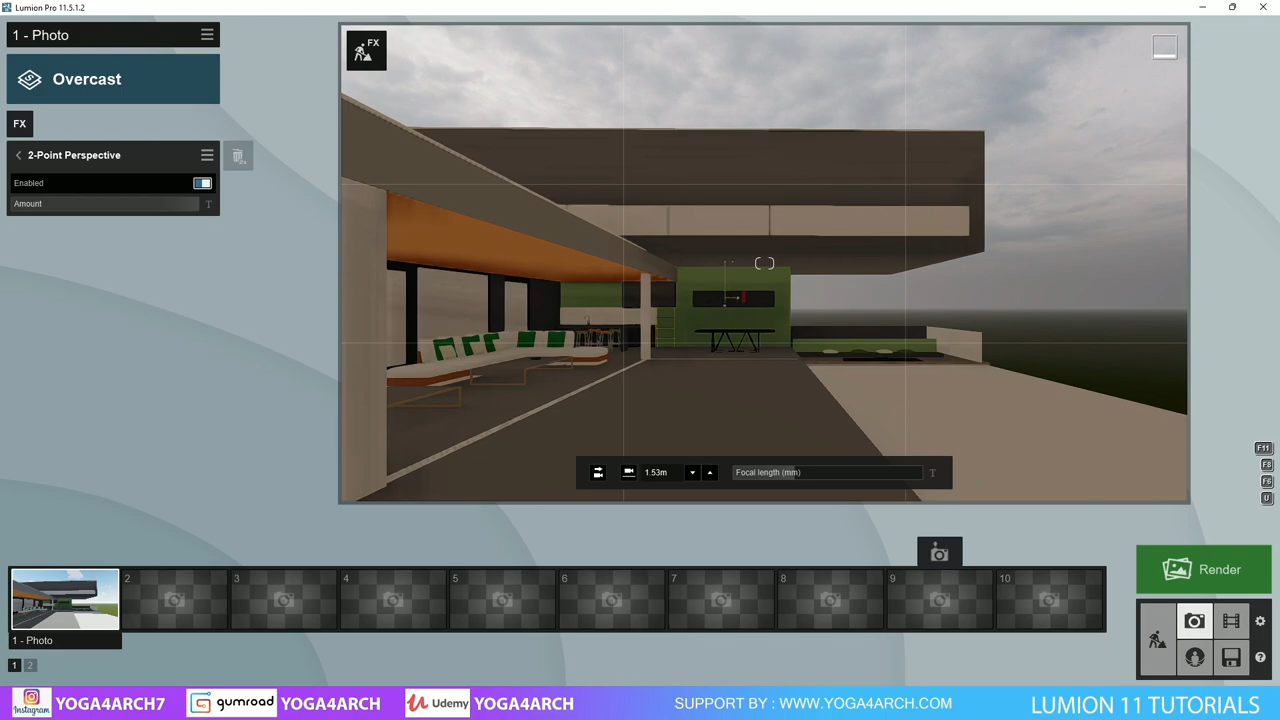 Lumion Pro 11.5.1.2
1 - Photo
Overcast
FX
2-Point Perspective
Enabled
Amount
T
FX
1.53m
Focal length (mm)
T
F11
F8
F6
U
1 - Photo
2
3
4
5
6
7
8
9
10
1
2
Render
?
Instagram
YOGA4ARCH7
gumroad
YOGA4ARCH
Udemy
YOGA4ARCH
SUPPORT BY : WWW.YOGA4ARCH.COM
LUMION 11 TUTORIALS